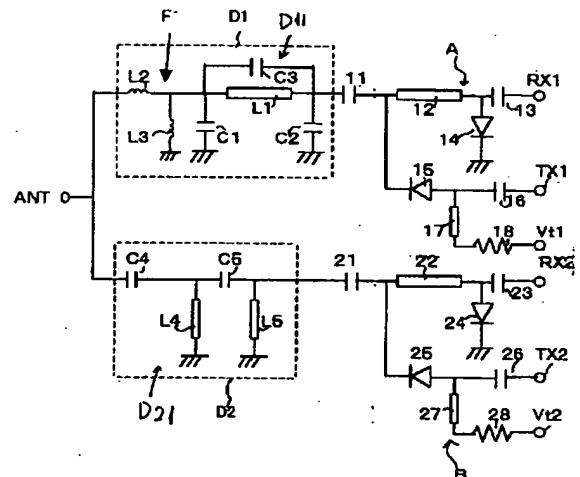 F D1 D11
L2 C3 11 A RX1
L1 12 13
L3 C1 C2 14
15 TX1
ANT 16
17 18 Vt1
C4 C5 21 22 RX2
23
L4 L5 24
25 26 TX2
D21 D2 27 28 Vt2
B